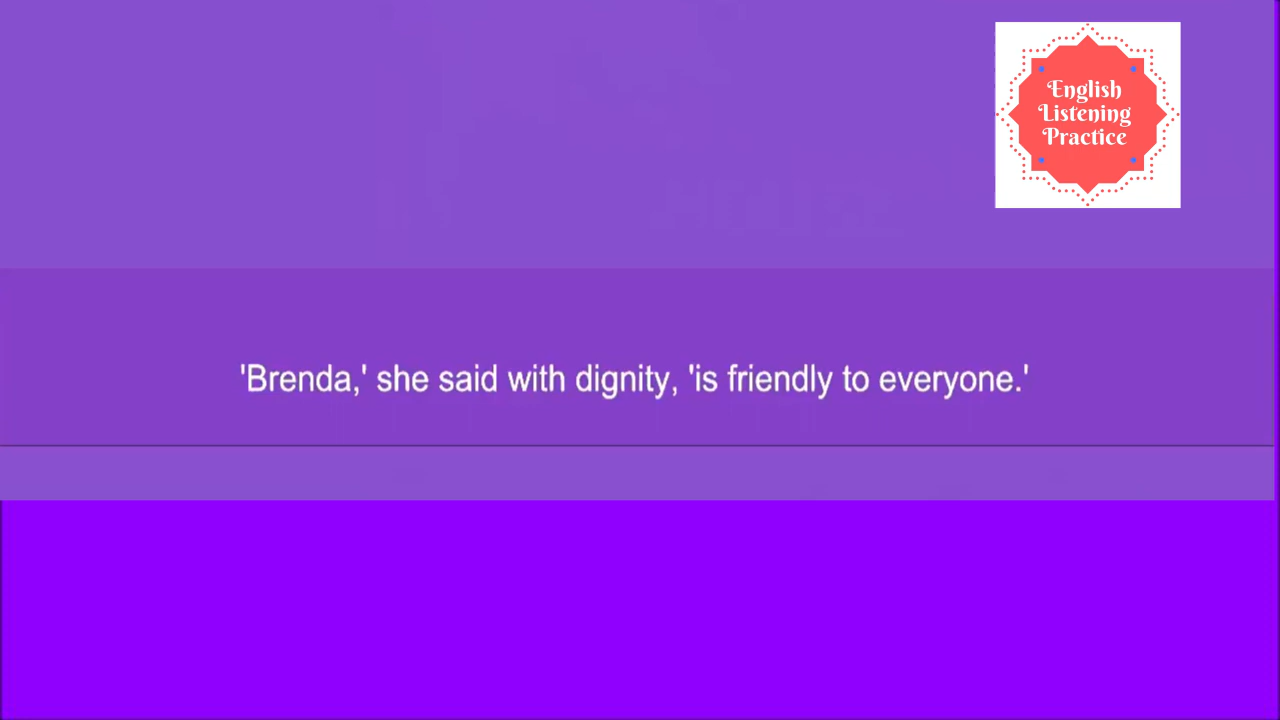 English
Listening
Practice
'Brenda,' she said with dignity, 'is friendly to everyone.'